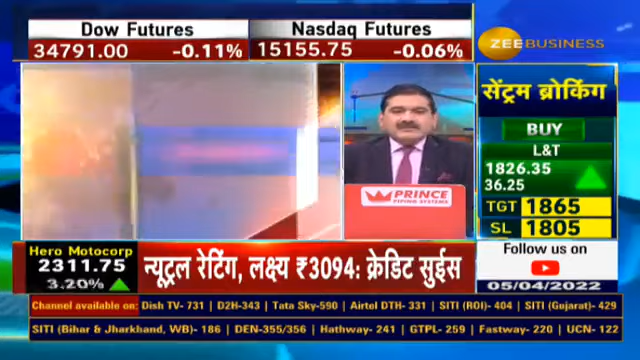 Dow Futures
34791.00 -0.11%
Nasdaq Futures
15155.75 -0.06%
ZEE BUSINESS
सेंट्रम ब्रोकिंग
BUY
L&T
1826.35
36.25
TGT 1865
SL 1805
PRINCE
PIPING SYSTEMS
Hero Motocorp
2311.75
3.20%
न्यूट्रल रेटिंग, लक्ष्य ₹3094: क्रेडिट सुईस
Follow us on
05/04/2022
Channel available on: Dish TV- 731 | D2H-343 | Tata Sky-590 | Airtel DTH- 331 | SITI (ROI)- 404 | SITI (Gujarat)- 429
SITI (Bihar & Jharkhand, WB)- 186 | DEN-355/356 | Hathway- 241 | GTPL- 259 | Fastway- 220 | UCN- 122